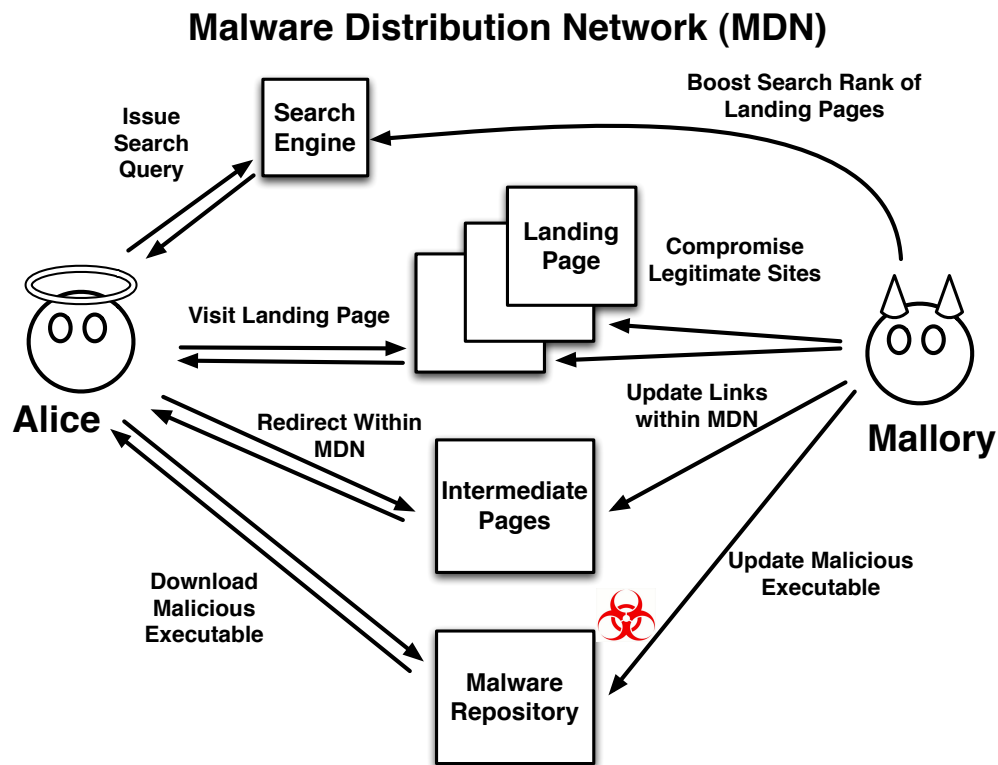 Malware Distribution Network (MDN)
Issue
Search
Query
Search
Engine
Boost Search Rank of
Landing Pages
Landing
Page
Compromise
Legitimate Sites
Visit Landing Page
Alice
Redirect Within
MDN
Update Links
within MDN
Mallory
Intermediate
Pages
Download
Malicious
Executable
Update Malicious
Executable
Malware
Repository